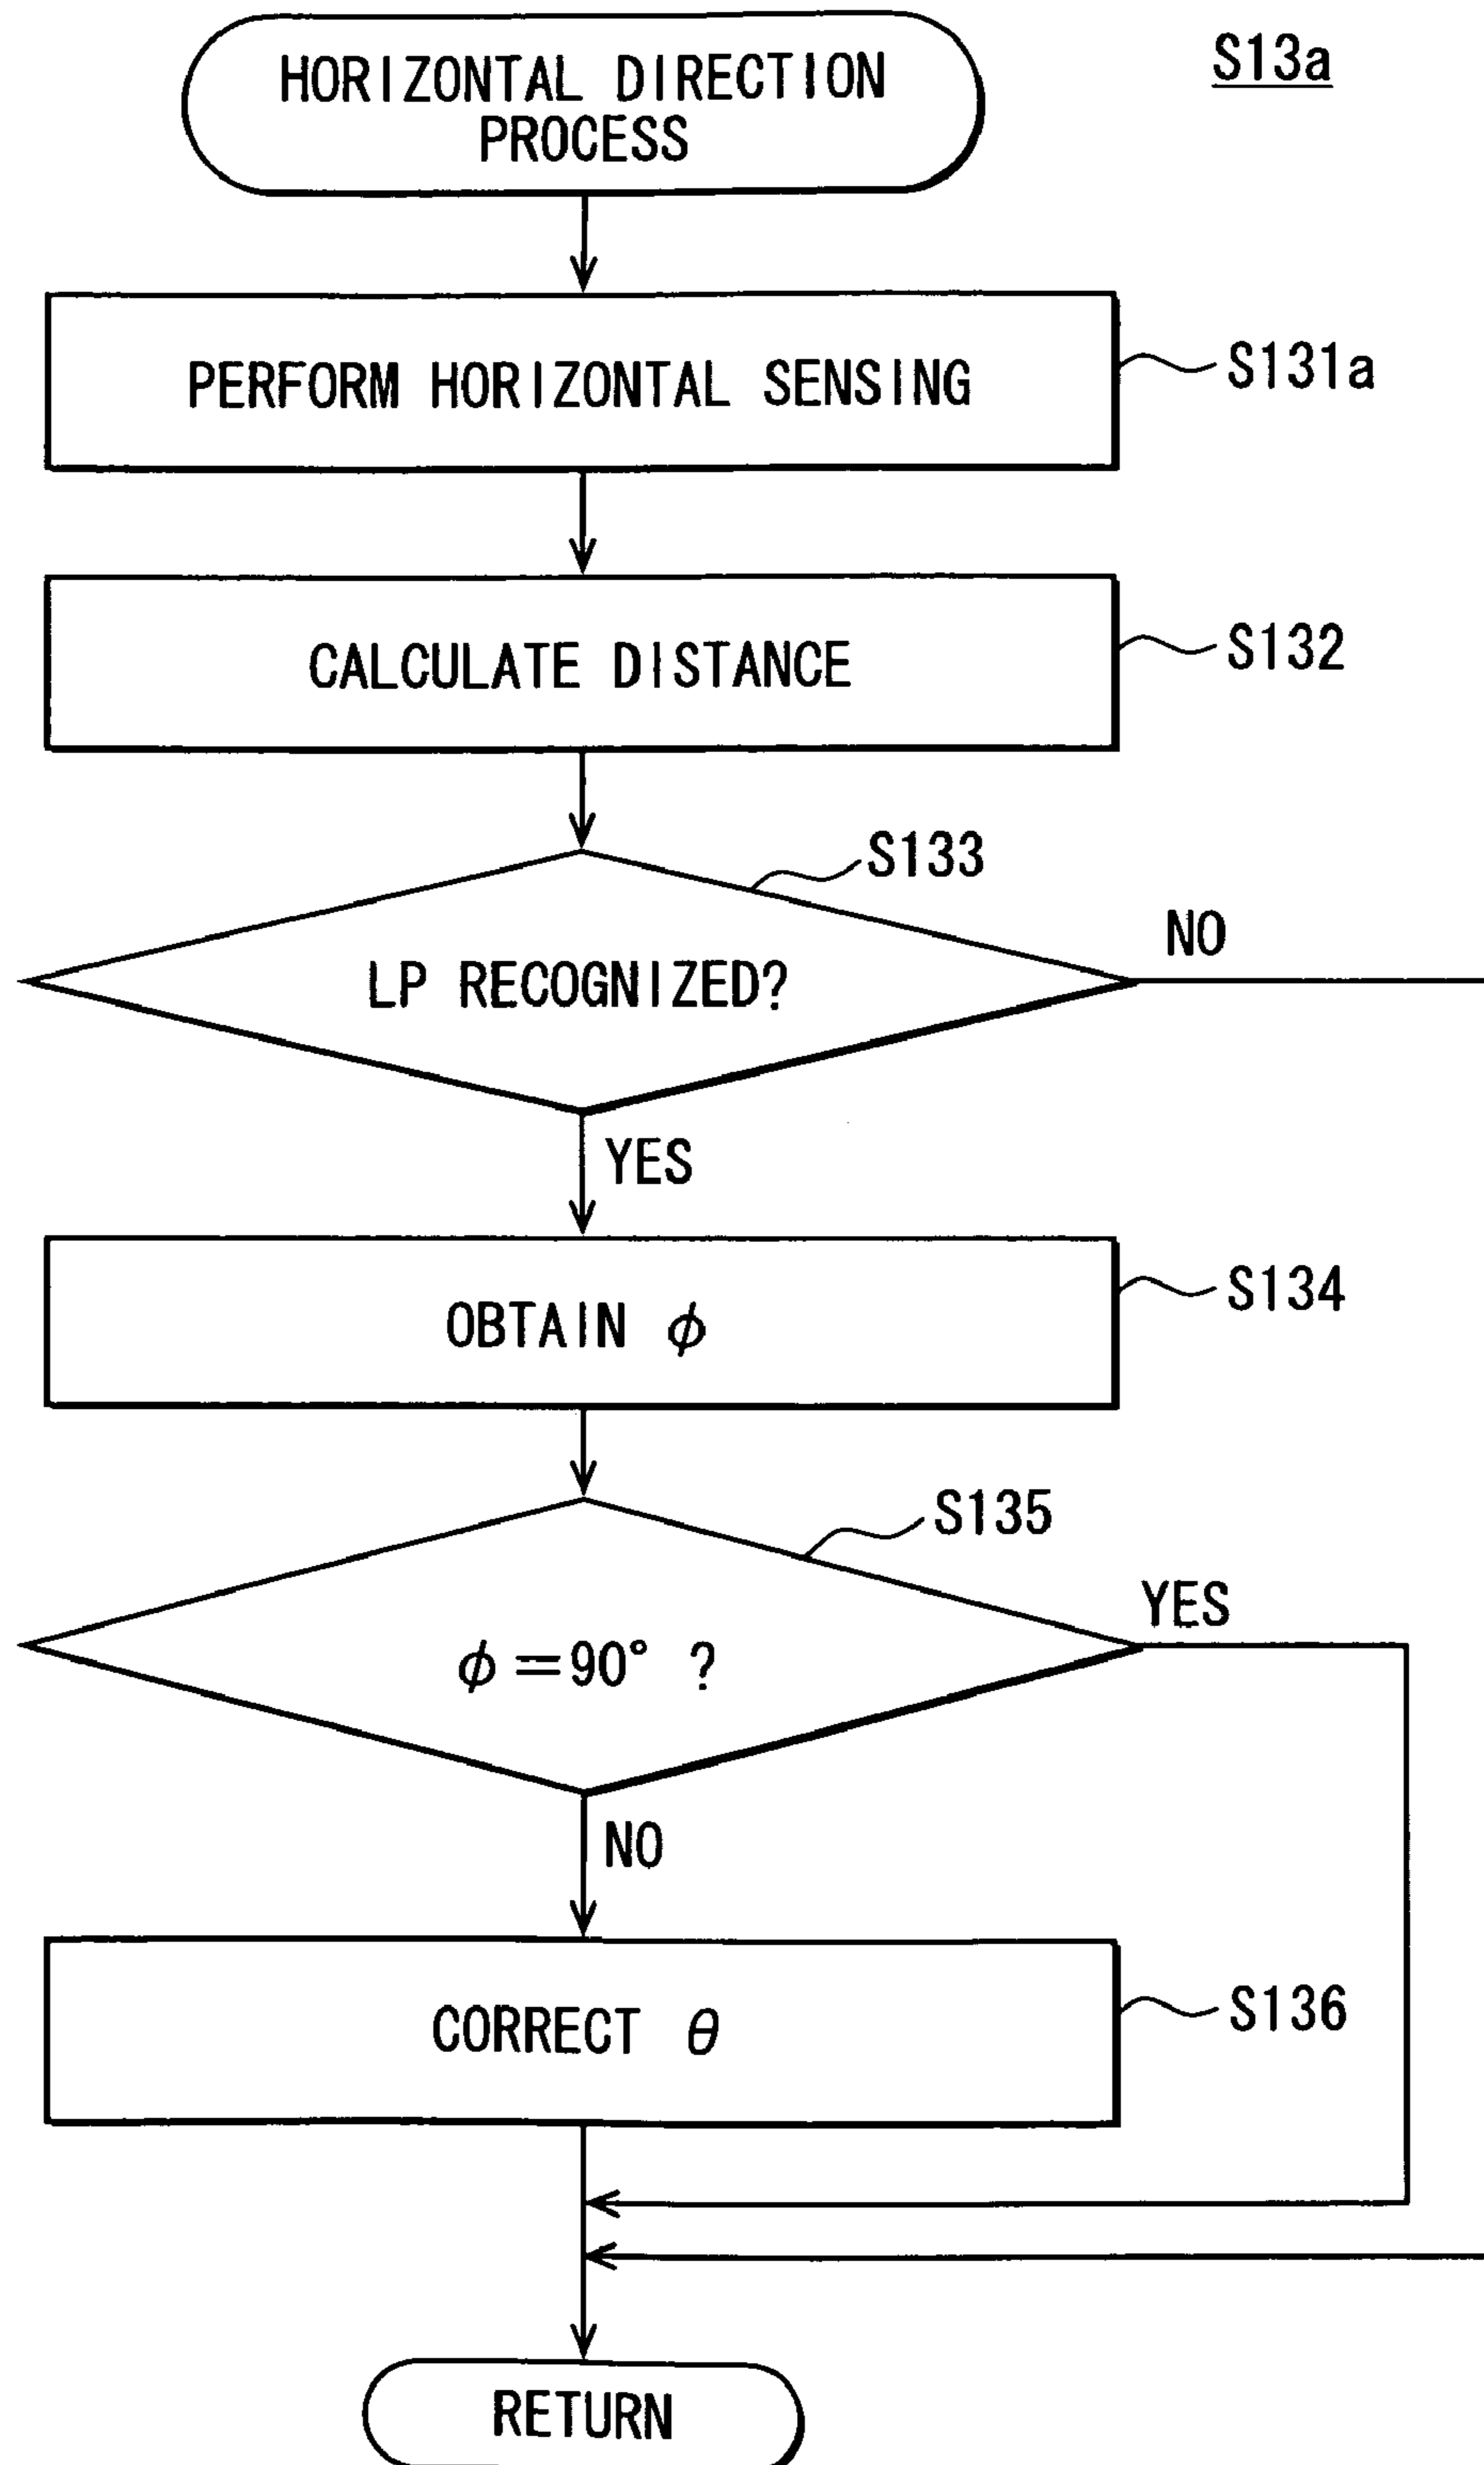 S13a
HORIZONTAL DIRECTION
PROCESS
PERFORM HORIZONTAL SENSING
S131a
CALCULATE DISTANCE
S132
S133
LP RECOGNIZED?
NO
YES
OBTAIN ϕ
S134
S135
ϕ=90° ?
YES
NO
CORRECT θ
S136
RETURN